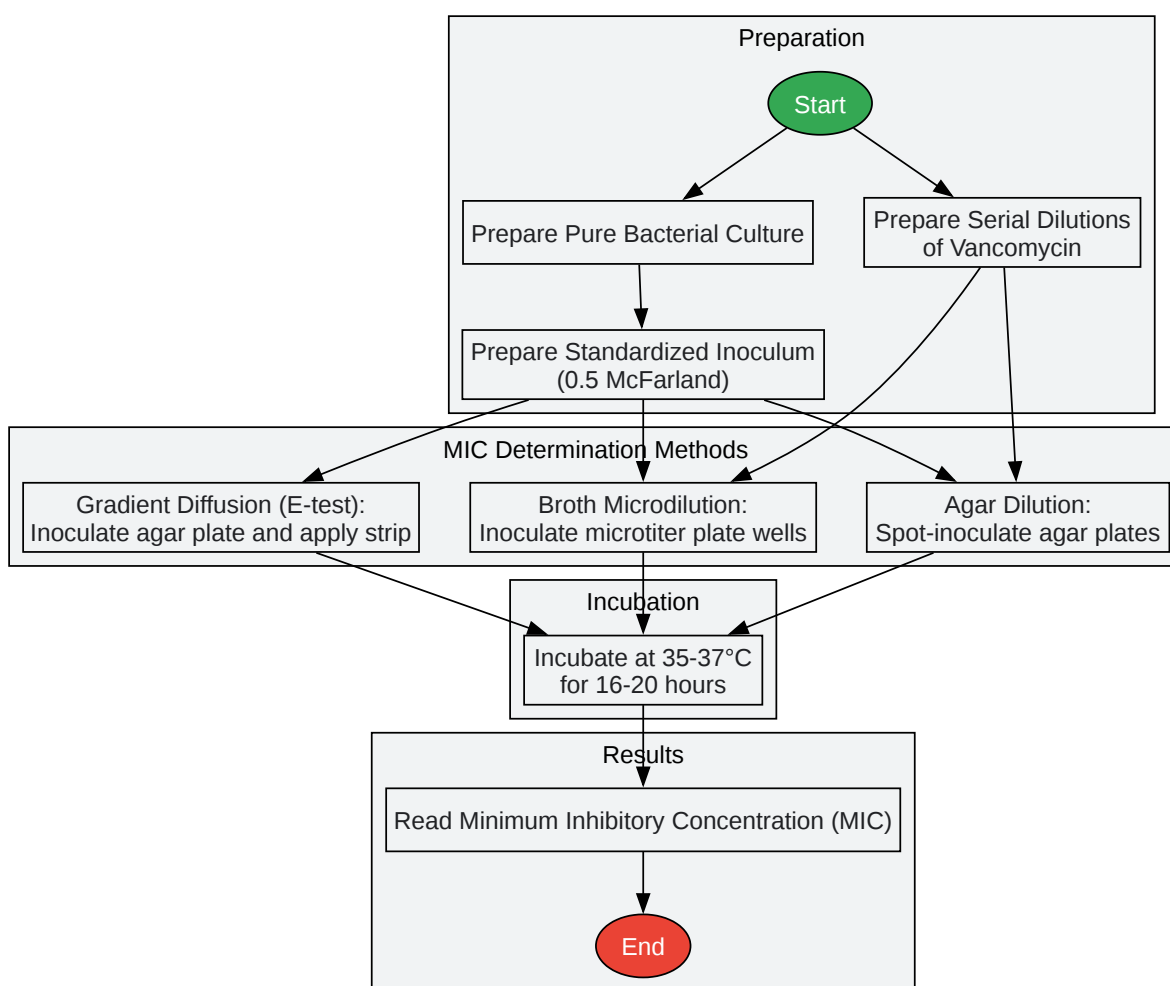 Preparation
Start
Prepare Pure Bacterial Culture
Prepare Serial Dilutions
of Vancomycin
Prepare Standardized Inoculum
(0.5 McFarland)
MIC Determination Methods
Gradient Diffusion (E-test):
Inoculate agar plate and apply strip
Broth Microdilution:
Inoculate microtiter plate wells
Agar Dilution:
Spot-inoculate agar plates
Incubation
Incubate at 35-37°C
for 16-20 hours
Results
Read Minimum Inhibitory Concentration (MIC)
End